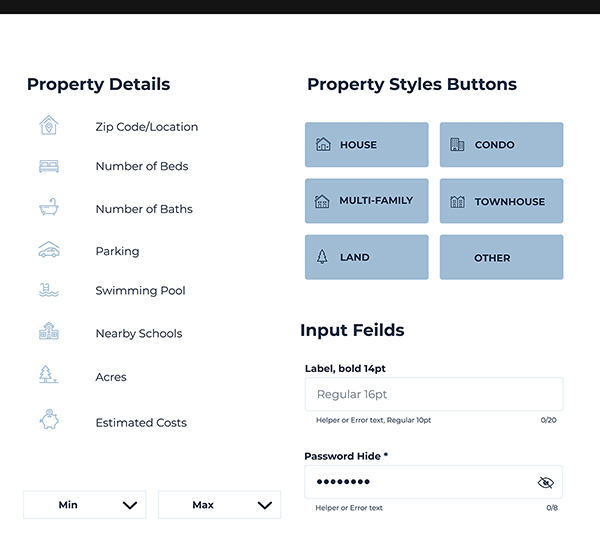 Property Details
Zip Code/Location
Number of Beds
Number of Baths
Parking
Swimming Pool
Nearby Schools
Acres
Estimated Costs
Min
Max
Property Styles Buttons
HOUSE
CONDO
MULTI-FAMILY
TOWNHOUSE
LAND
OTHER
Input Feilds
Label, bold 14pt
Regular 16pt
Helper or Error text, Regular 10pt
0/20
Password Hide *
Helper or Error text
0/8